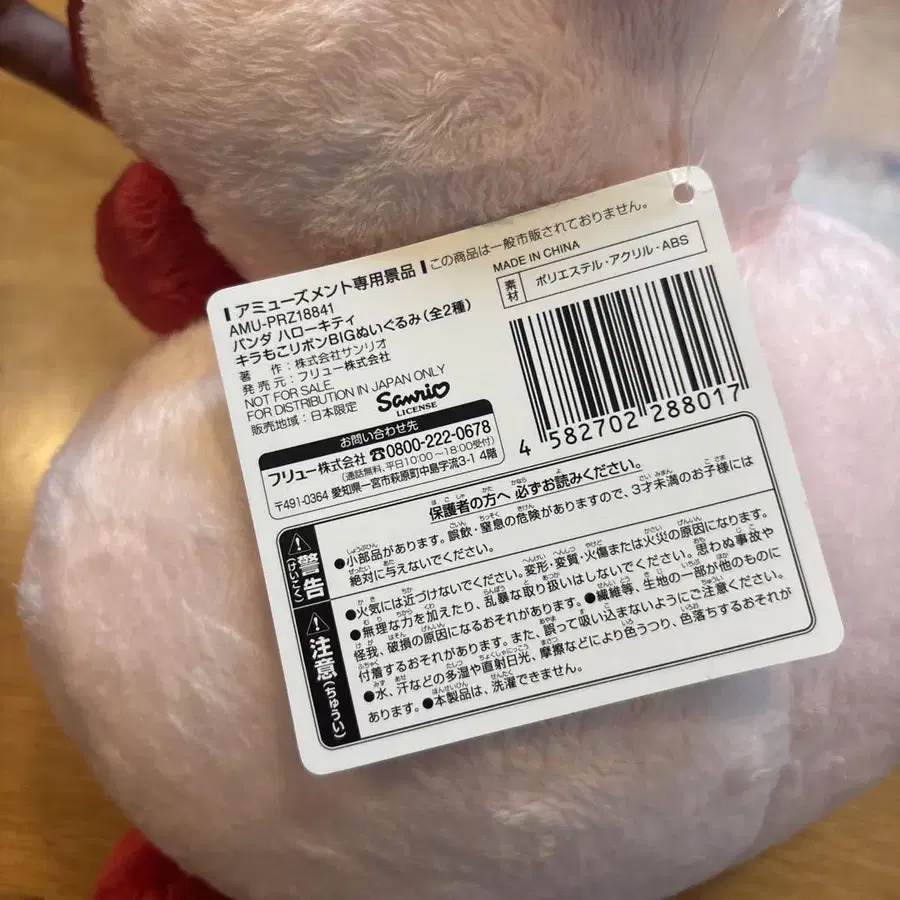 アミューズメント専用景品 この商品は一般市販されておりません。
AMU-PRZ18841
パンダ ハローキティ
キラもこリボンBIGぬいぐるみ(全2種)
著作:株式会社サンリオ
発売元:フリュー株式会社
NOT FOR SALE
FOR DISTRIBUTION IN JAPAN ONLY
販売地域:日本限定
Sanrio
LICENSE
MADE IN CHINA
素材 ポリエステル・アクリル・ABS
4 582702 288017
お問い合わせ先
フリュー株式会社 ☎0800-222-0678
(通話無料、平日10:00~18:00受付)
〒491-0364 愛知県一宮市萩原町中島字流3-1 4階
保護者の方へ 必ずお読みください。
警告(けいこく)
●小部品があります。誤飲・窒息の危険がありますので、3才未満のお子様には
絶対に与えないでください。
注意(ちゅうい)
●火気には近づけないでください。変形・変質・火傷または火災の原因になります。
●無理な力を加えたり、乱暴な取り扱いはしないでください。思わぬ事故や
怪我、破損の原因になるおそれがあります。●繊維等、生地の一部が他のものに
付着するおそれがあります。また、誤って吸い込まないようにご注意ください。
●水、汗などの多湿や直射日光、摩擦などにより色うつり、色落ちするおそれが
あります。●本製品は、洗濯できません。